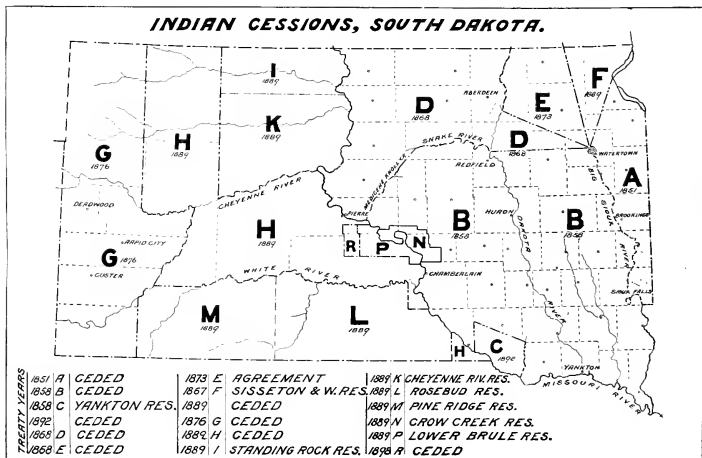 INDIAN CESSIONS, SOUTH DAKOTA.
I
1889
F
1889
ABERDEEN
D
1868
E
1873
K
1889
H
1889
G
1876
D
1868
SNAKE RIVER
REDFIELD
WATERTOWN
MEDICINE KNOLL CR.
CHEYENNE RIVER
A
1851
BIG SIOUX RIVER
DEADWOOD
PIERRE
HURON
B
1858
B
1858
BROOKINGS
H
1889
R
P
N
DAKOTA RIVER
RAPID CITY
G 1876
CUSTER
WHITE RIVER
CHAMBERLAIN
SIOUX FALLS
M
1889
L
1889
H
C
1892
YANKTON
MISSOURI RIVER
TREATY YEARS
1851 A CEDED
1858 B CEDED
1858 C YANKTON RES.
1892 CEDED
1868 D CEDED
1868 E CEDED
1873 E AGREEMENT
1867 F SISSETON & W. RES.
1889 CEDED
1876 G CEDED
1889 H CEDED
1889 I STANDING ROCK RES.
1889 K CHEYENNE RIV. RES.
1889 L ROSEBUD RES.
1889 M PINE RIDGE RES.
1889 N CROW CREEK RES.
1889 P LOWER BRULE RES.
1898 R CEDED